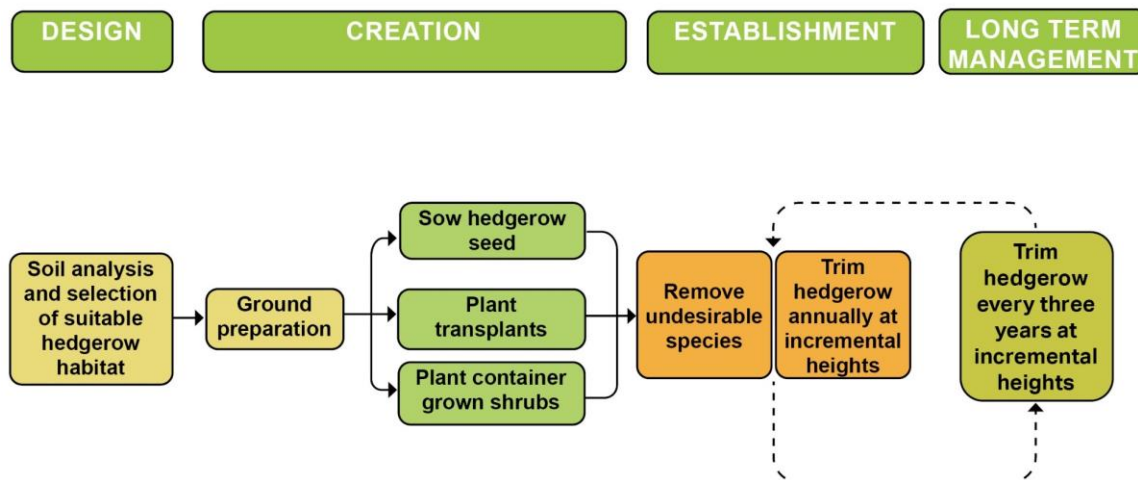 DESIGN
CREATION
ESTABLISHMENT
LONG TERM
MANAGEMENT
Soil analysis
and selection
of suitable
hedgerow
habitat
Ground
preparation
Sow hedgerow
seed
Plant
transplants
Plant container
grown shrubs
Remove
undesirable
species
Trim
hedgerow
annually at
incremental
heights
Trim
hedgerow
every three
years at
incremental
heights